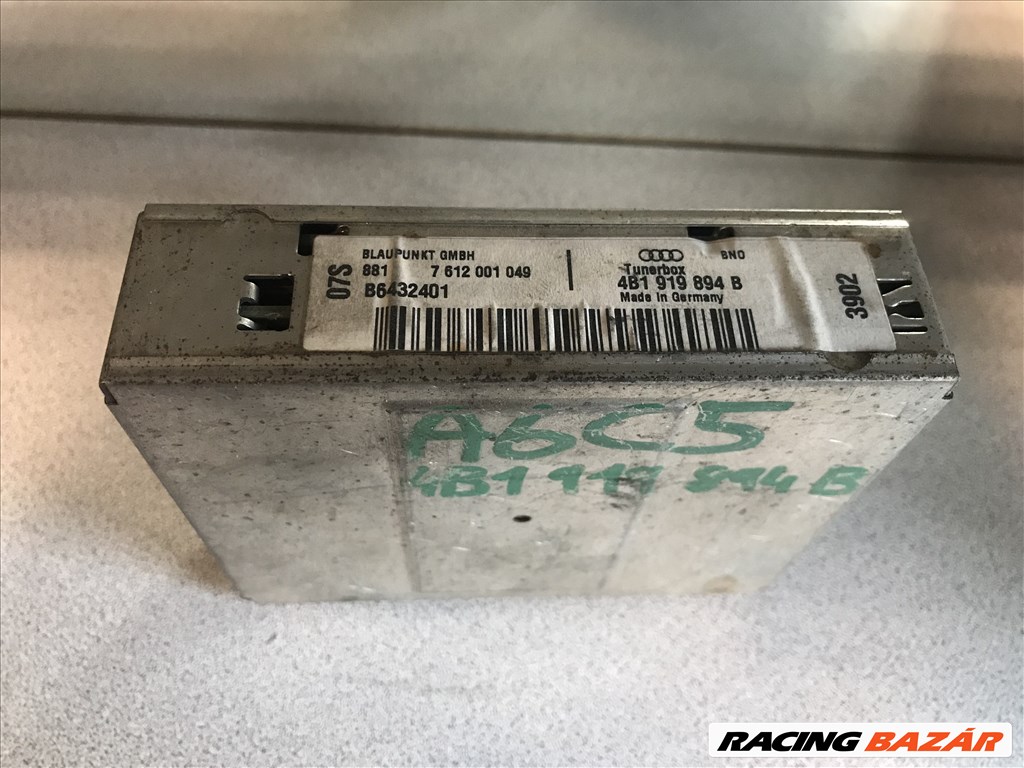 07S
BLAUPUNKT GMBH
881 7 612 001 049
B6432401
BNO
Tunerbox
4B1 919 894 B
Made in Germany
3902
A6C5
4B1 919 894 B
RACING BAZÁR